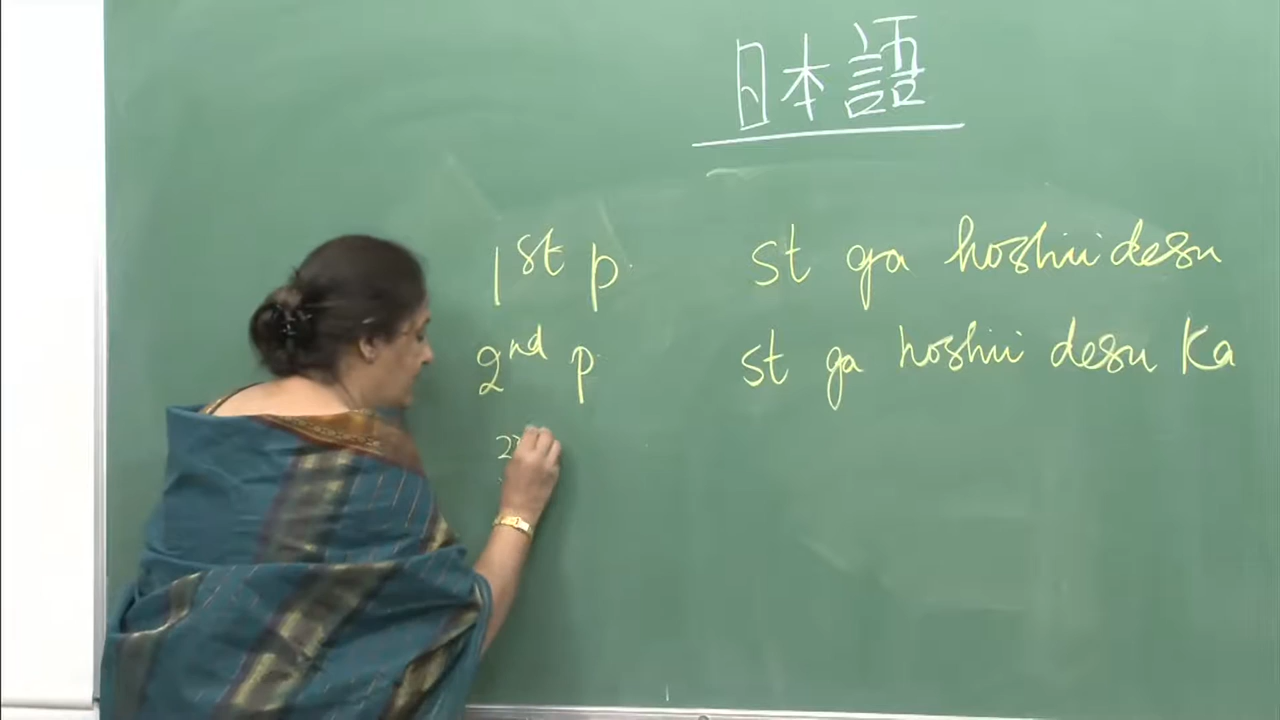 日本語
1st p st ga hoshii desu
2nd p st ga hoshii desu Ka